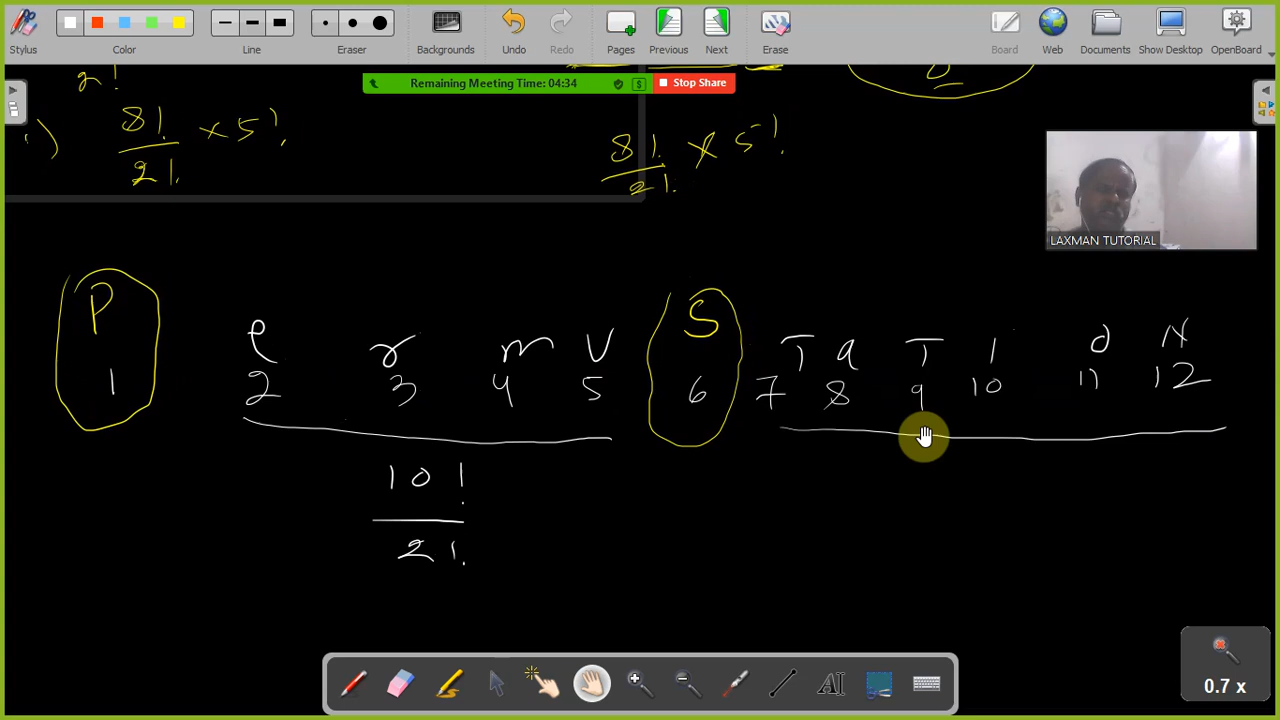 Stylus
Color
Line
Eraser
Backgrounds
Undo
Redo
Pages
Previous
Next
Erase
Board
Web
Documents
Show Desktop
OpenBoard
Remaining Meeting Time: 04:34
Stop Share
2!
8!
2!
× 5!
8!
2!
× 5!
LAXMAN TUTORIAL
P e r m U S T a T I O N
1 2 3 4 5 6 7 8 9 10 11 12
10!
2!
AI
0.7 x